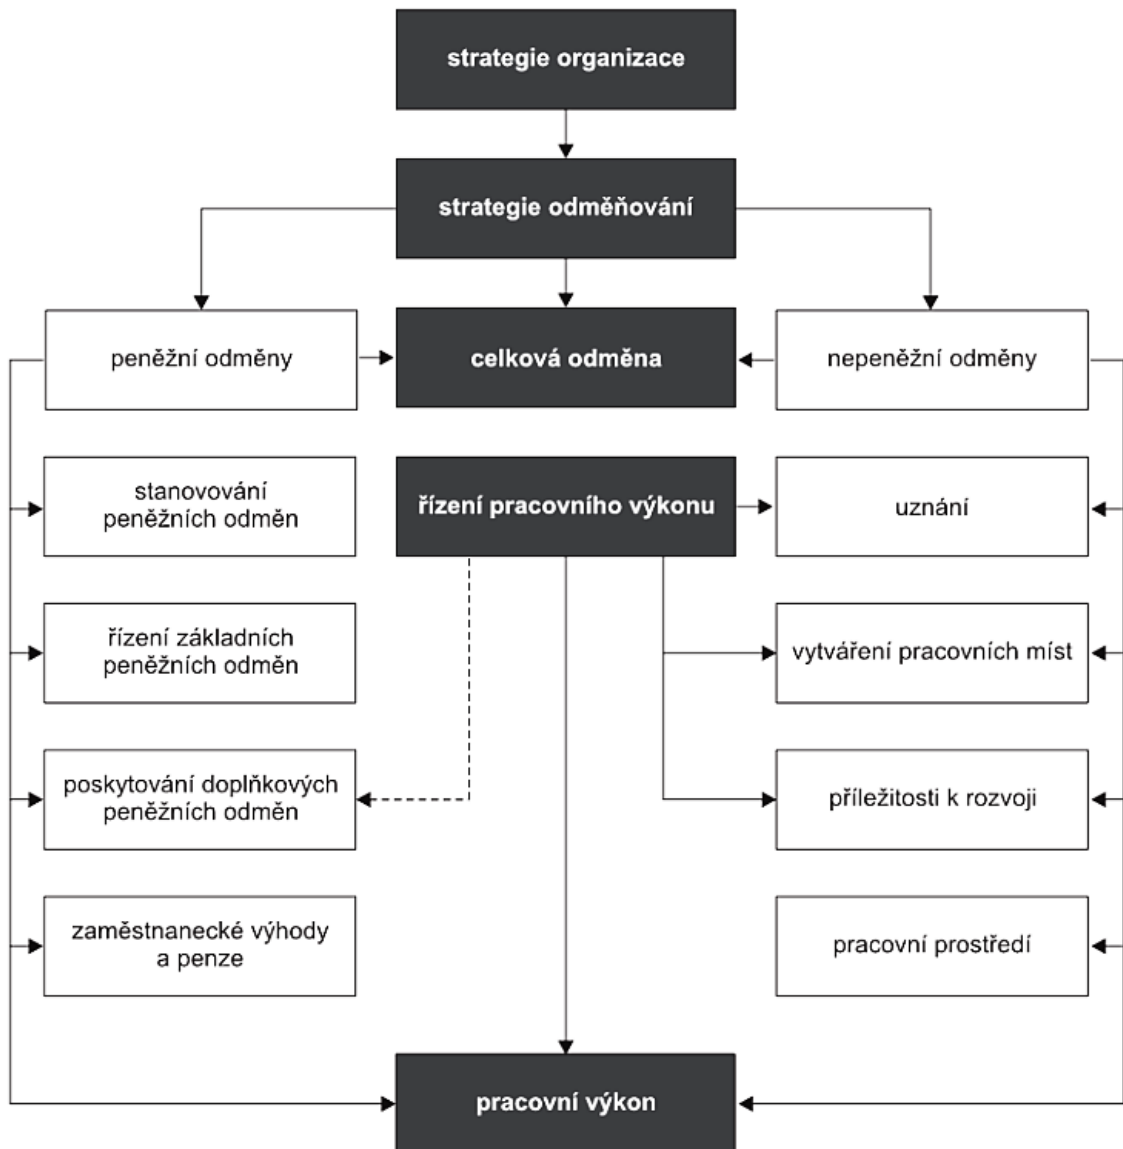 strategie organizace
strategie odměňování
peněžní odměny
celková odměna
nepeněžní odměny
stanovování
peněžních odměn
řízení pracovního výkonu
uznání
řízení základních
peněžních odměn
vytváření pracovních míst
poskytování doplňkových
peněžních odměn
příležitosti k rozvoji
zaměstnanecké výhody
a penze
pracovní prostředí
pracovní výkon